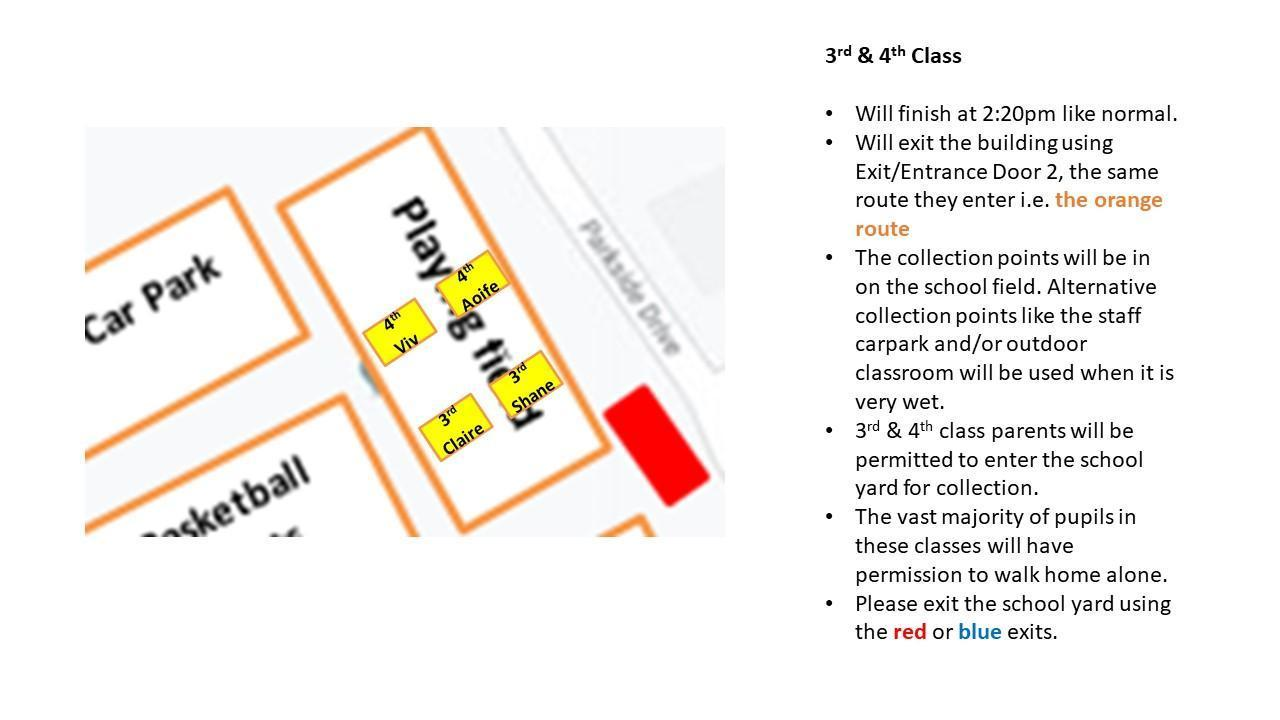 3rd & 4th Class
• Will finish at 2:20pm like normal.
• Will exit the building using
Exit/Entrance Door 2, the same
route they enter i.e. the orange
route
• The collection points will be in
on the school field. Alternative
collection points like the staff
carpark and/or outdoor
classroom will be used when it is
very wet.
• 3rd & 4th class parents will be
permitted to enter the school
yard for collection.
• The vast majority of pupils in
these classes will have
permission to walk home alone.
• Please exit the school yard using
the red or blue exits.
Car Park
Parkside Drive
4th
Aoife
4th
Viv
3rd
Shane
3rd
Claire